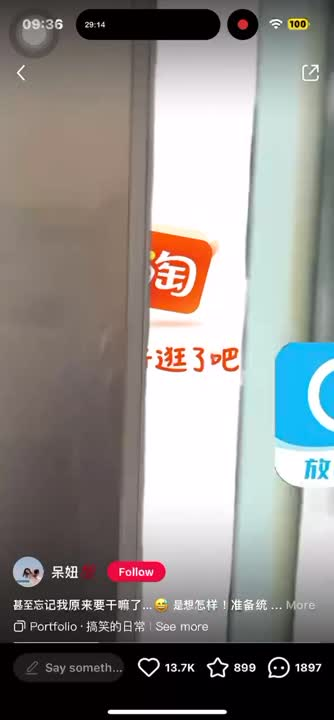 09:36
29:14
100
淘
逛了吧
放
呆妞
Follow
甚至忘记我原来要干嘛了...😅 是想怎样！准备统 ... More
Portfolio · 搞笑的日常 | See more
Say someth...
13.7K
899
1897